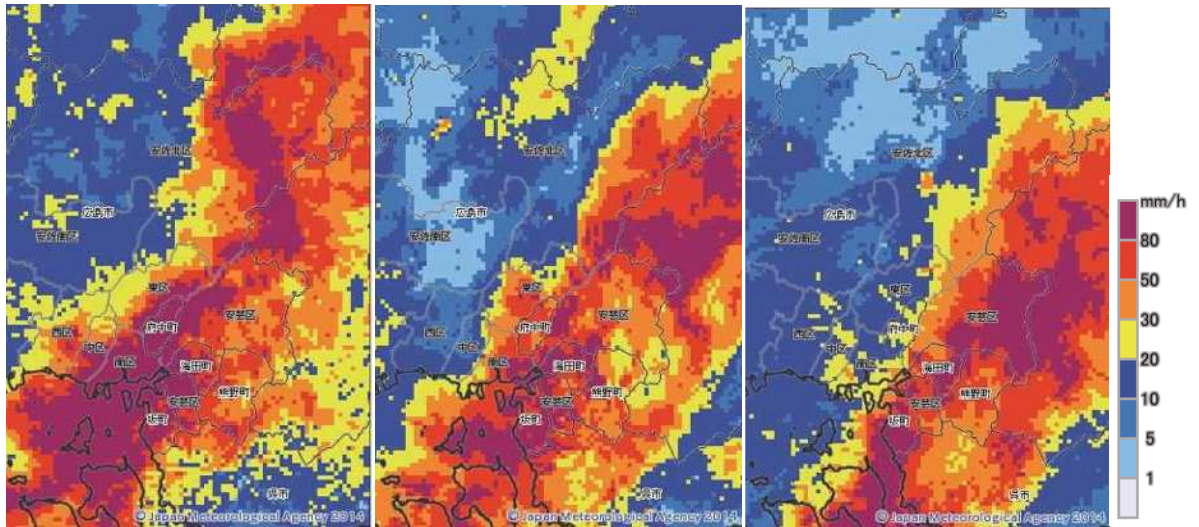 安佐北区
広島市
安佐南区
東区
安芸区
府中町
西区
中区
南区
海田町
熊野町
安芸区
坂町
呉市
© Japan Meteorological Agency 2014
安佐北区
広島市
安佐南区
東区
安芸区
府中町
西区
中区
海田町
安芸区
熊野町
坂町
© Japan Meteorological Agency 2014
安佐北区
広島市
安佐南区
東区
安芸区
府中町
西区
中区
南区
海田町
熊野町
安芸区
坂町
呉市
© Japan Meteorological Agency 2014
mm/h
80
50
30
20
10
5
1